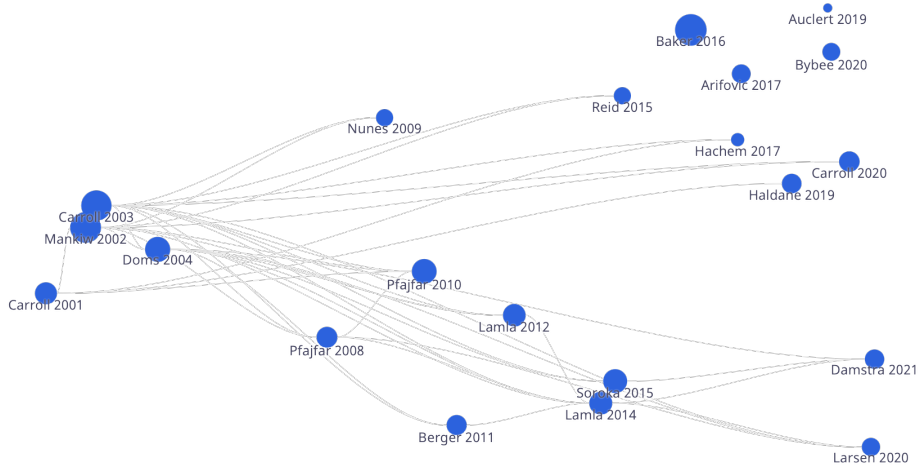 Auclert 2019
Baker 2016
Bybee 2020
Arifovic 2017
Reid 2015
Nunes 2009
Hachem 2017
Carroll 2020
Haldane 2019
Carroll 2003
Mankiw 2002
Doms 2004
Pfajfar 2010
Carroll 2001
Lamla 2012
Pfajfar 2008
Damstra 2021
Soroka 2015
Lamla 2014
Berger 2011
Larsen 2020